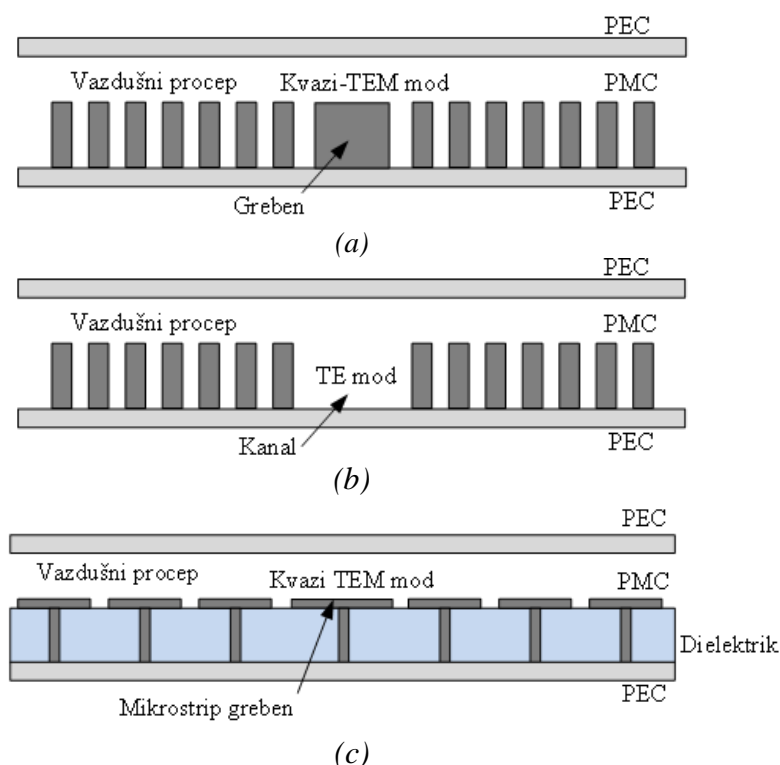 PEC
Vazdušni procep Kvazi-TEM mod PMC
Greben PEC
(a)
PEC
Vazdušni procep PMC
TE mod
Kanal PEC
(b)
PEC
Vazdušni procep Kvazi TEM mod PMC
Dielektrik
Mikrostrip greben PEC
(c)